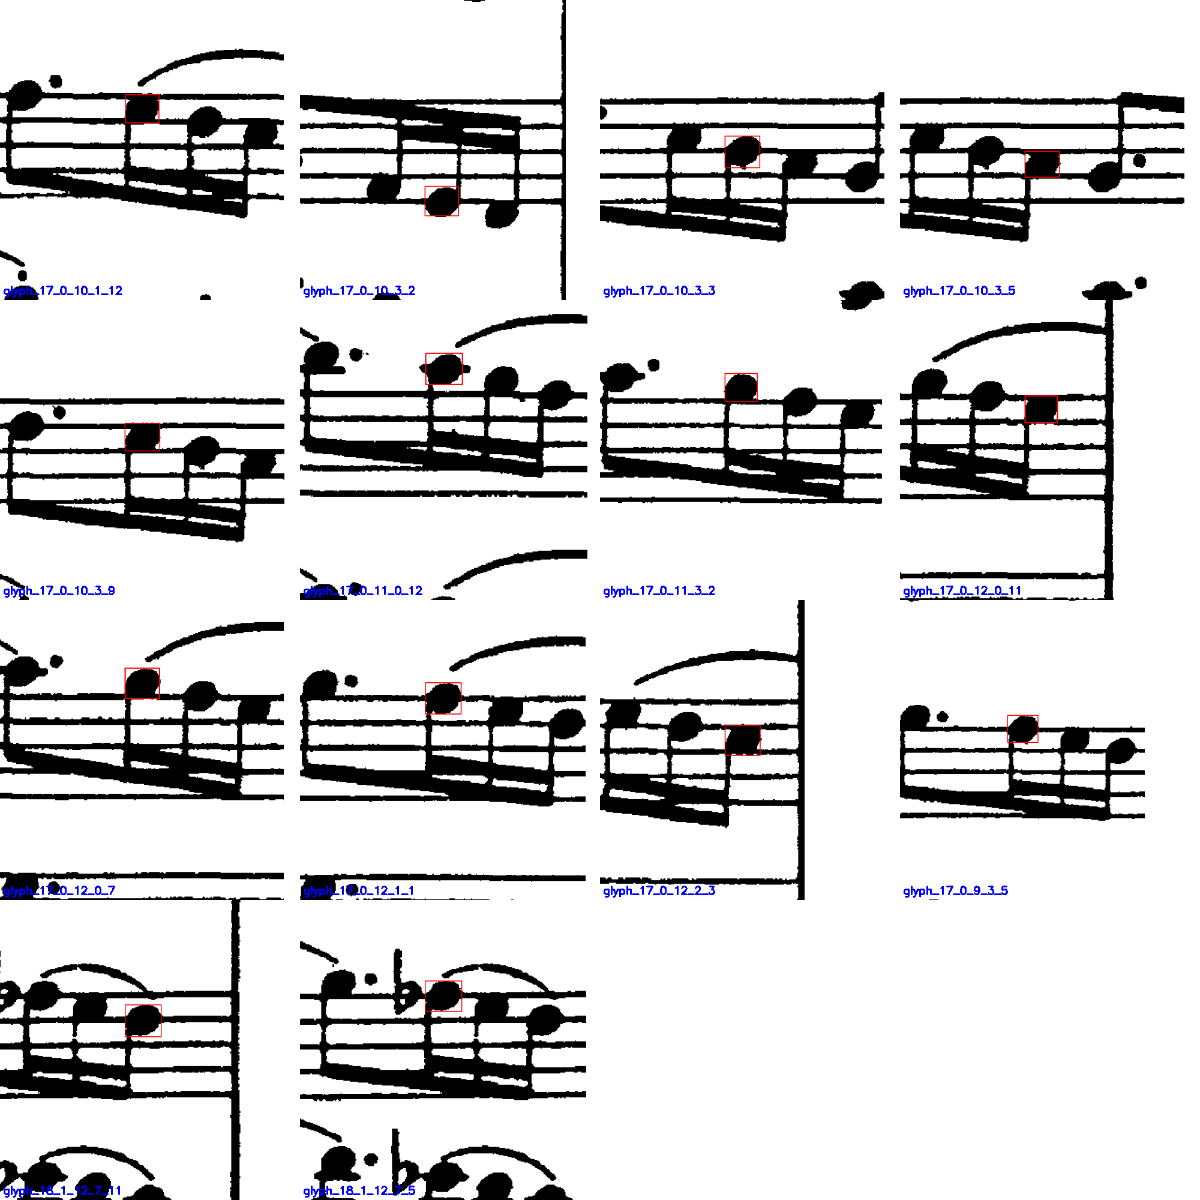 glyph_17_0_10_1_12
glyph_17_0_10_3_2
glyph_17_0_10_3_3
glyph_17_0_10_3_5
glyph_17_0_10_3_9
glyph_17_0_11_0_12
glyph_17_0_11_3_2
glyph_17_0_12_0_11
glyph_17_0_12_0_7
glyph_17_0_12_1_1
glyph_17_0_12_2_3
glyph_17_0_9_3_5